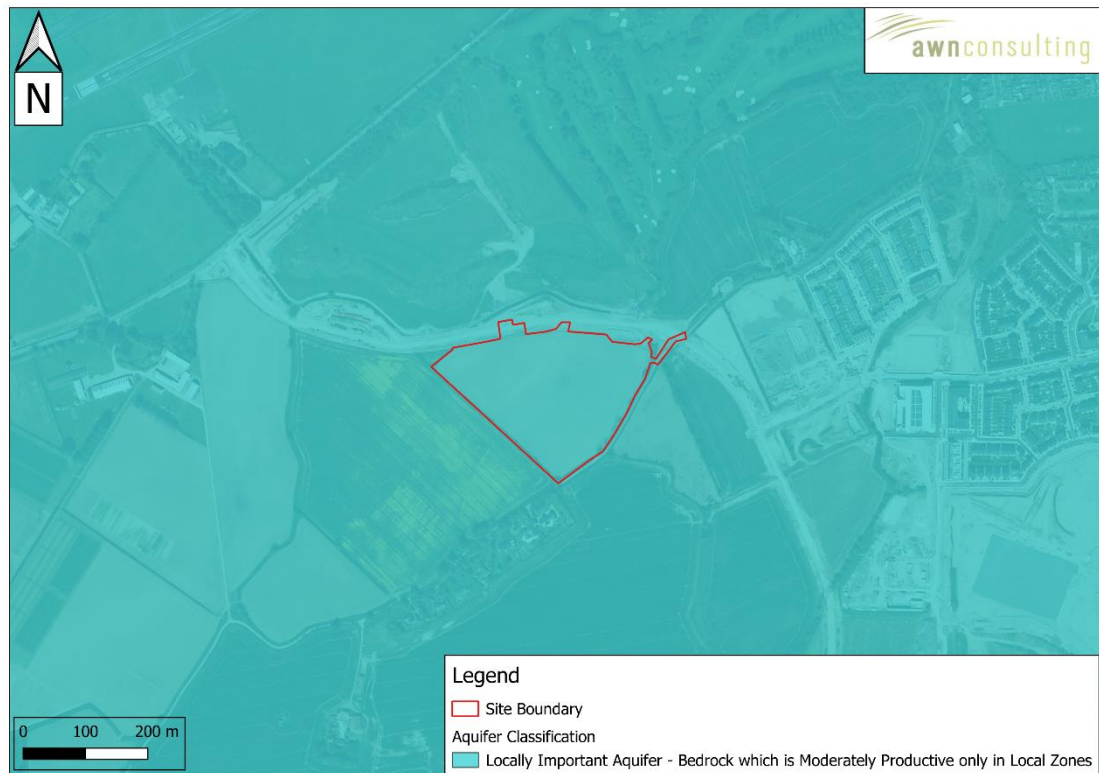 awnconsulting
N
Legend
Site Boundary
Aquifer Classification
Locally Important Aquifer - Bedrock which is Moderately Productive only in Local Zones
0 100 200 m